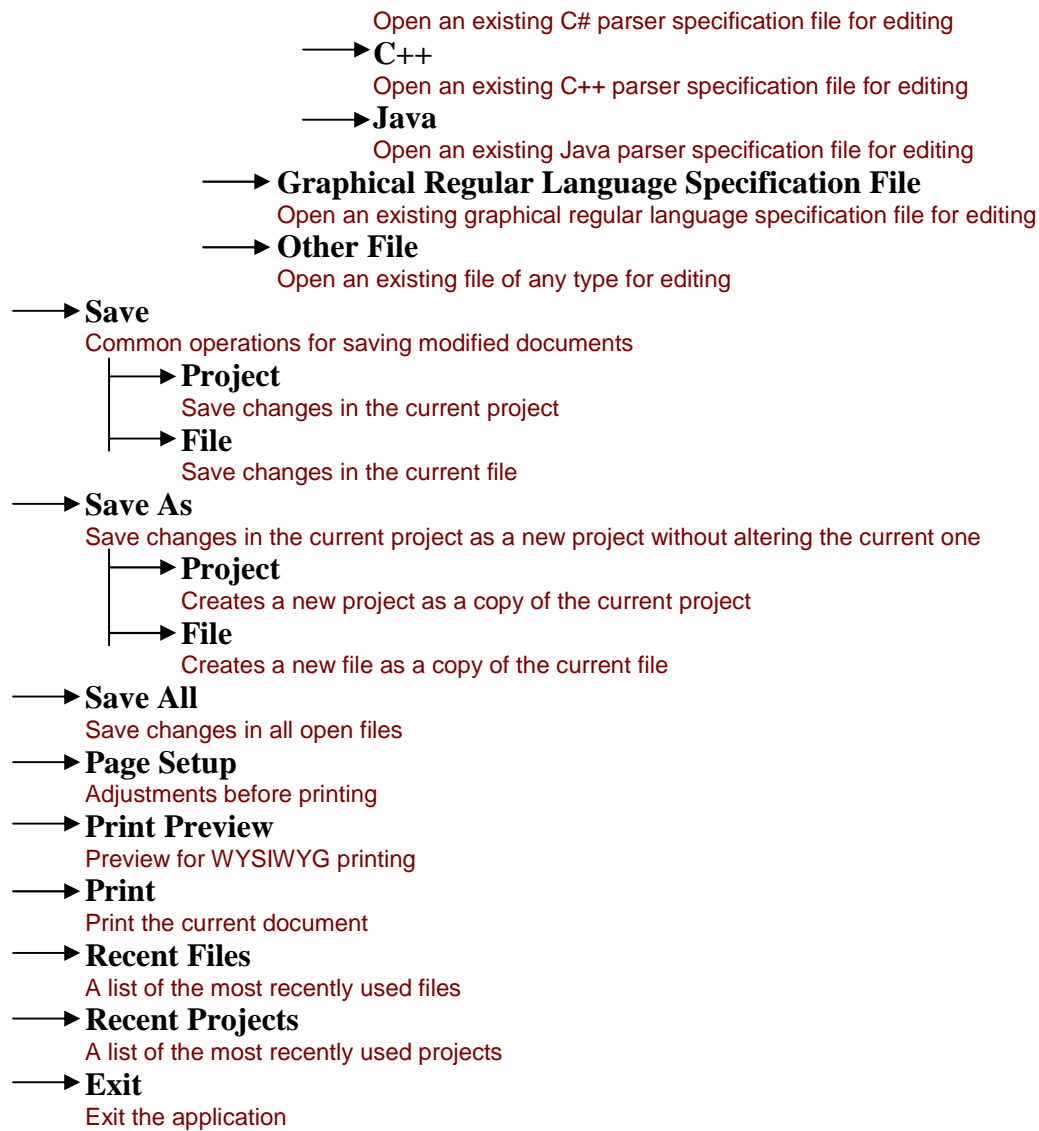 Open an existing C# parser specification file for editing
C++
Open an existing C++ parser specification file for editing
Java
Open an existing Java parser specification file for editing
Graphical Regular Language Specification File
Open an existing graphical regular language specification file for editing
Other File
Open an existing file of any type for editing
Save
Common operations for saving modified documents
Project
Save changes in the current project
File
Save changes in the current file
Save As
Save changes in the current project as a new project without altering the current one
Project
Creates a new project as a copy of the current project
File
Creates a new file as a copy of the current file
Save All
Save changes in all open files
Page Setup
Adjustments before printing
Print Preview
Preview for WYSIWYG printing
Print
Print the current document
Recent Files
A list of the most recently used files
Recent Projects
A list of the most recently used projects
Exit
Exit the application